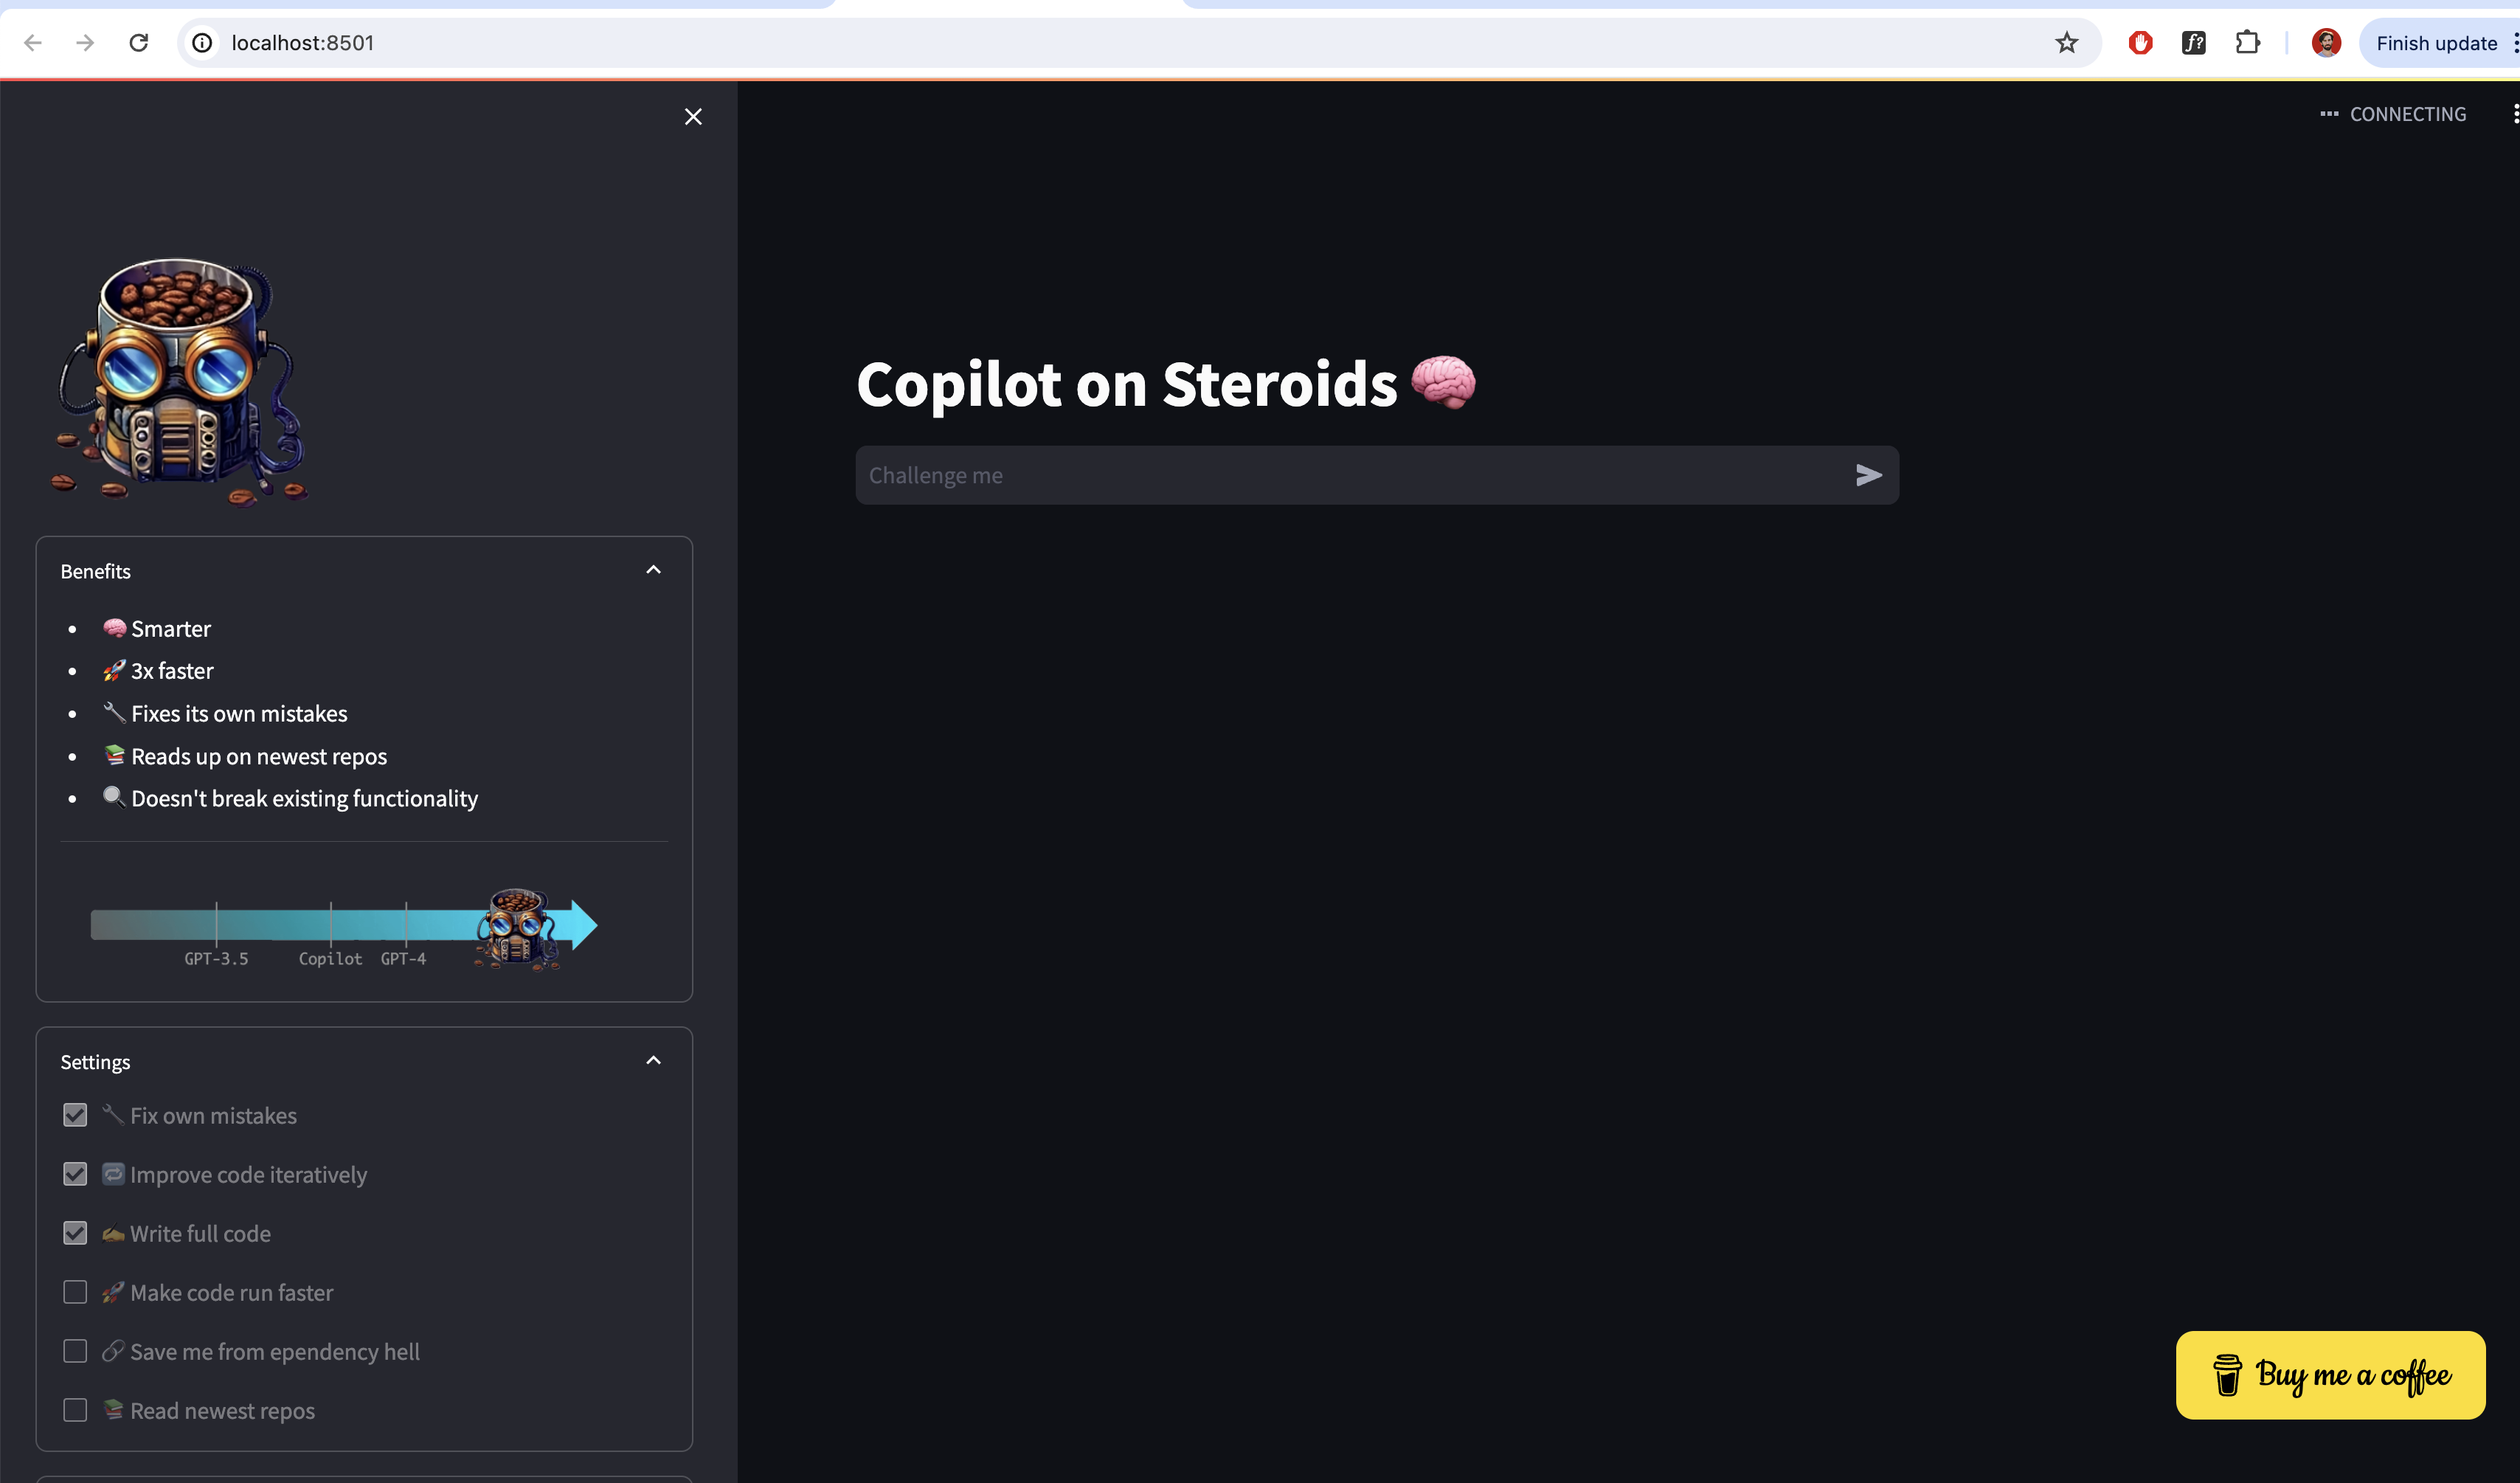 localhost:8501
Finish update
CONNECTING
Copilot on Steroids
Challenge me
Benefits
Smarter
3x faster
Fixes its own mistakes
Reads up on newest repos
Doesn't break existing functionality
GPT-3.5 Copilot GPT-4
Settings
Fix own mistakes
Improve code iteratively
Write full code
Make code run faster
Save me from ependency hell
Read newest repos
Buy me a coffee